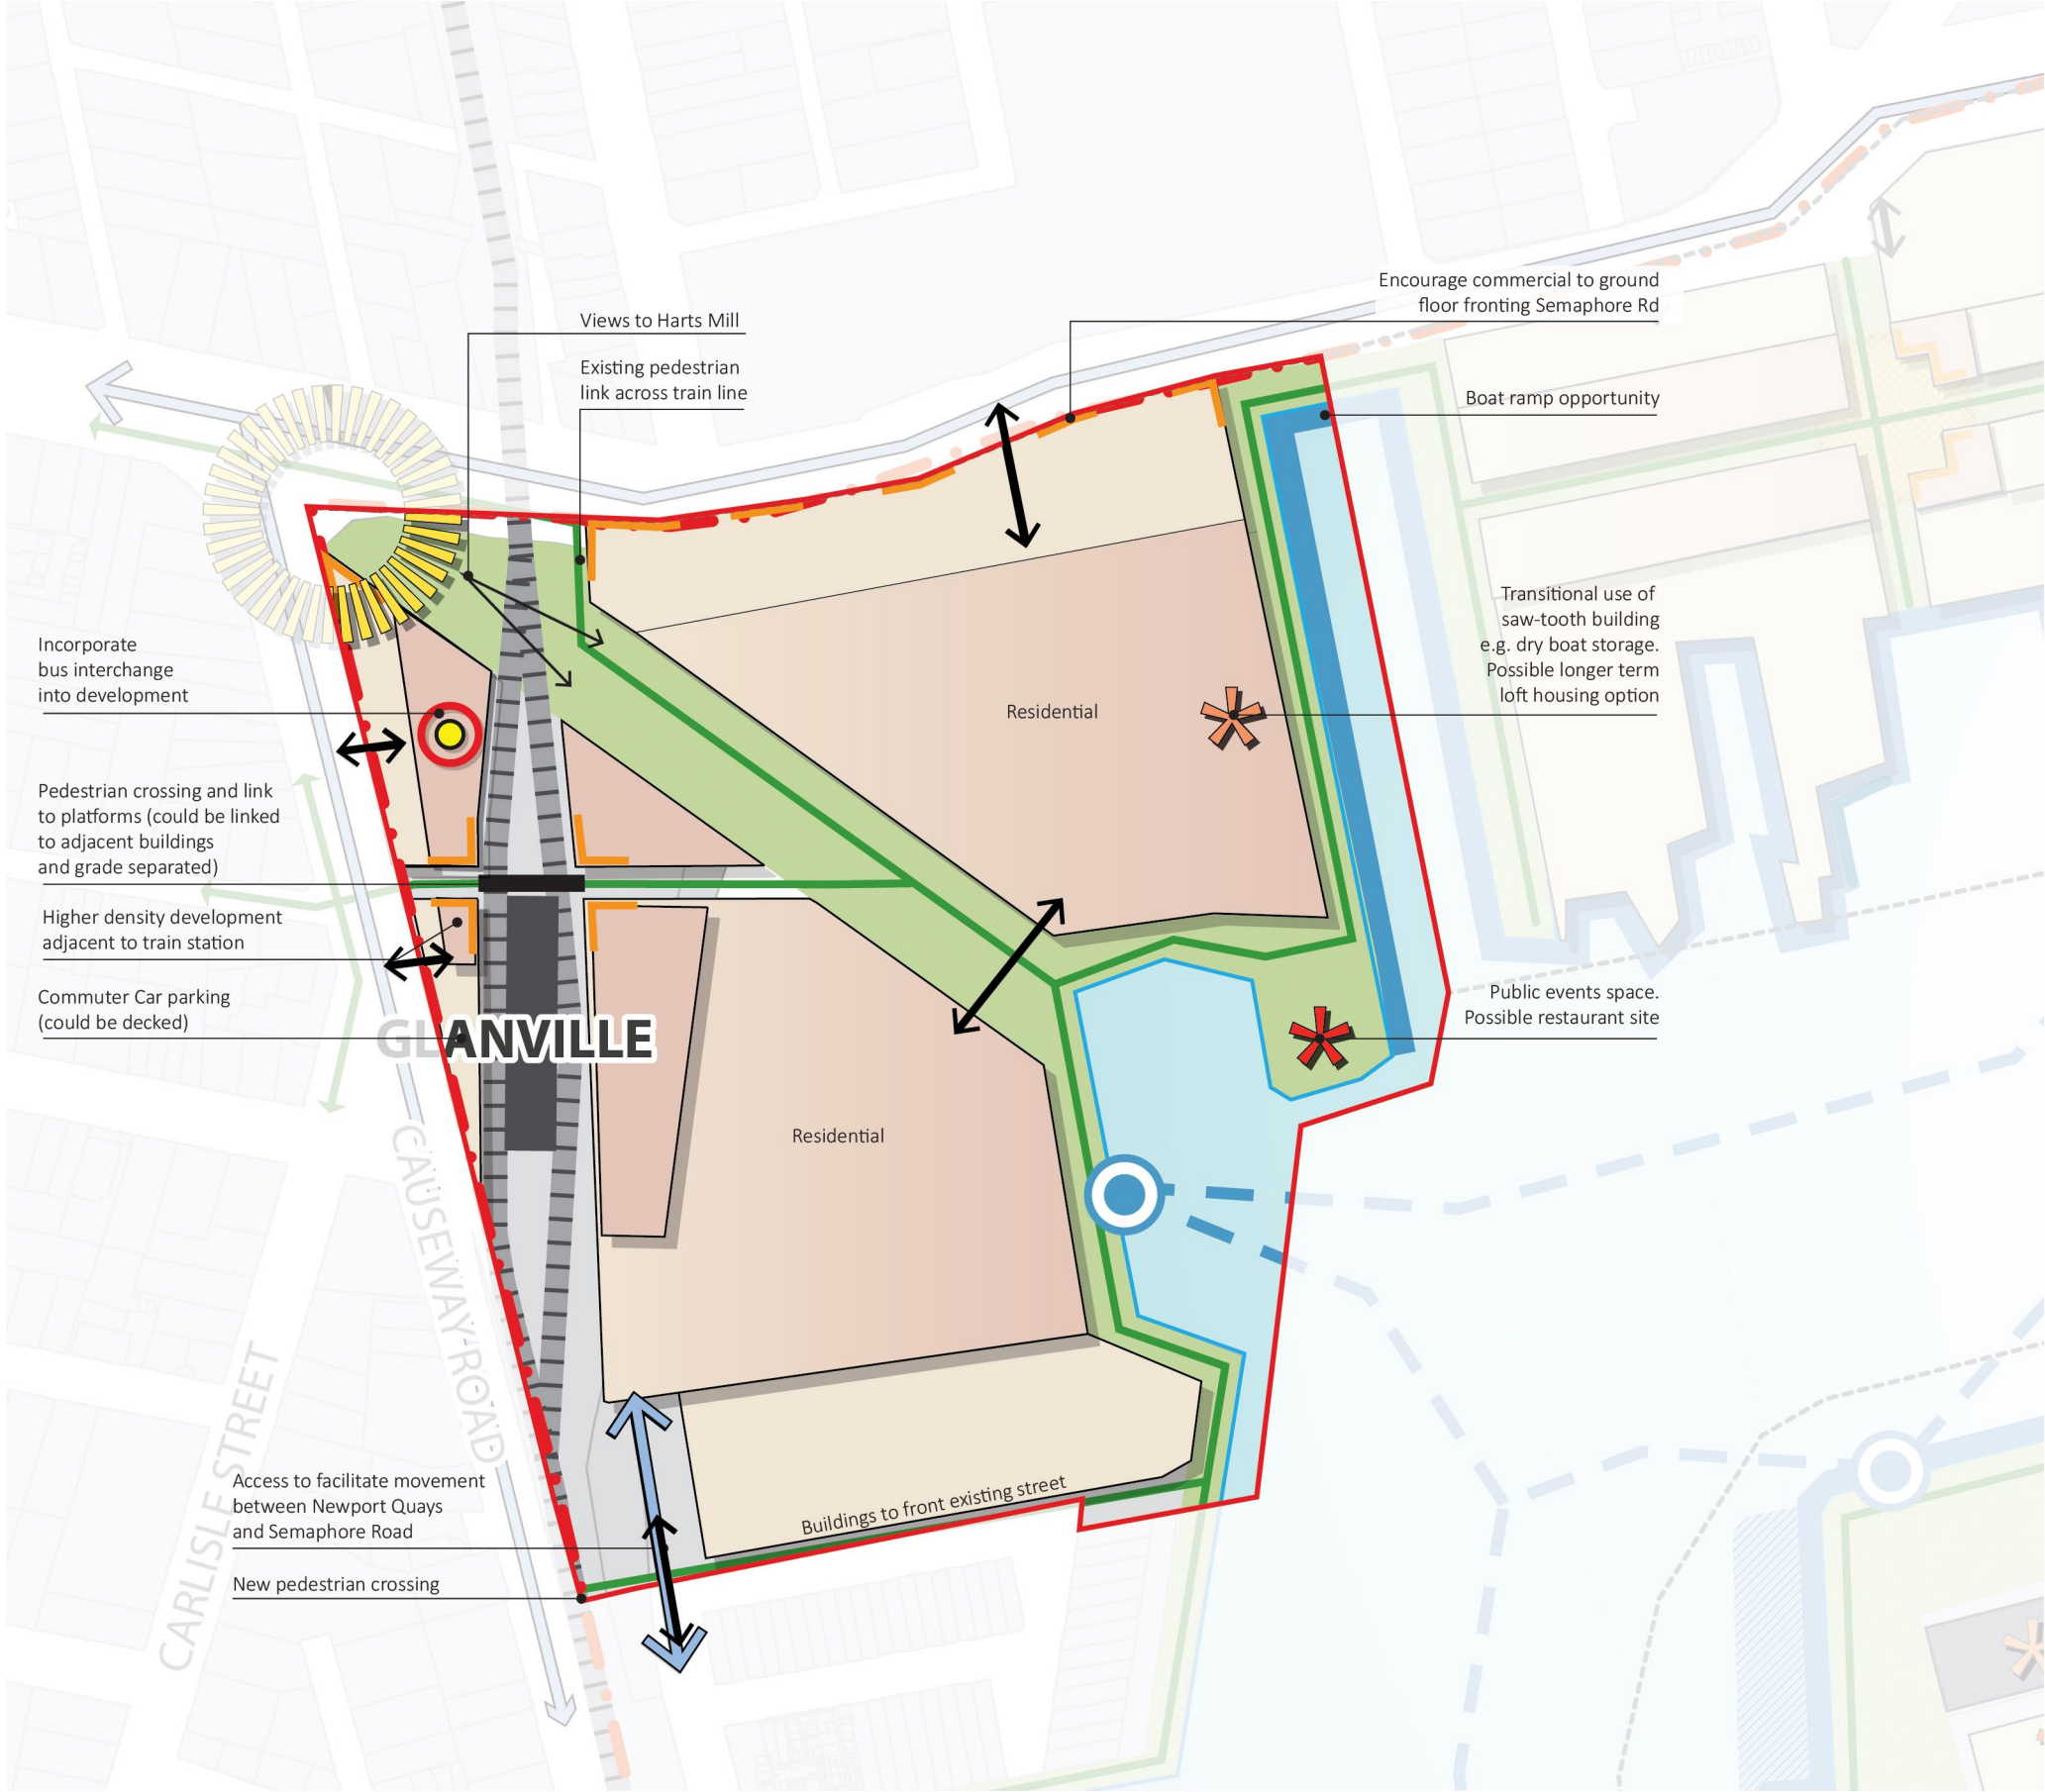 Encourage commercial to ground
floor fronting Semaphore Rd
Views to Harts Mill
Existing pedestrian
link across train line
Boat ramp opportunity
Transitional use of
saw-tooth building
e.g. dry boat storage.
Possible longer term
loft housing option
Incorporate
bus interchange
into development
Residential
Pedestrian crossing and link
to platforms (could be linked
to adjacent buildings
and grade separated)
Higher density development
adjacent to train station
Commuter Car parking
(could be decked)
GLANVILLE
Public events space.
Possible restaurant site
Residential
CAUSEWAY ROAD
CARLISLE STREET
Access to facilitate movement
between Newport Quays
and Semaphore Road
Buildings to front existing street
New pedestrian crossing